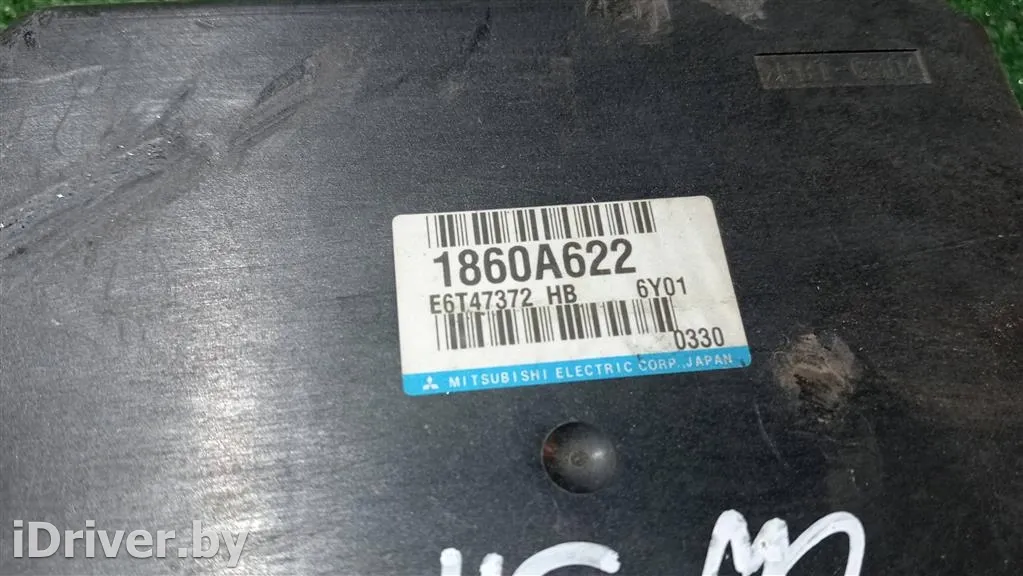 1860A622
E6T47372 HB 6Y01
0330
MITSUBISHI ELECTRIC CORP. JAPAN
iDriver.by